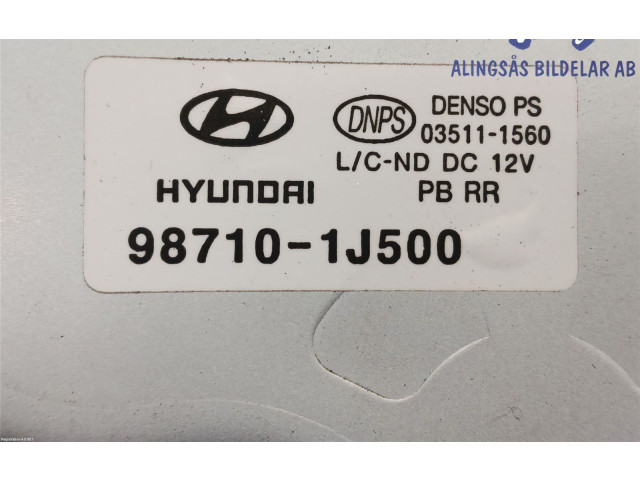 ALINGSÅS BILDELAR AB
HYUNDAI
DNPS
DENSO PS
03511-1560
L/C-ND DC 12V
PB RR
98710-1J500